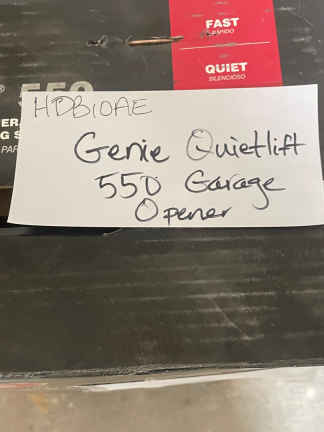 FAST
RÁPIDO
QUIET
SILENCIOSO
550
HDB10AE
Genie Quietlift
550 Garage
Opener